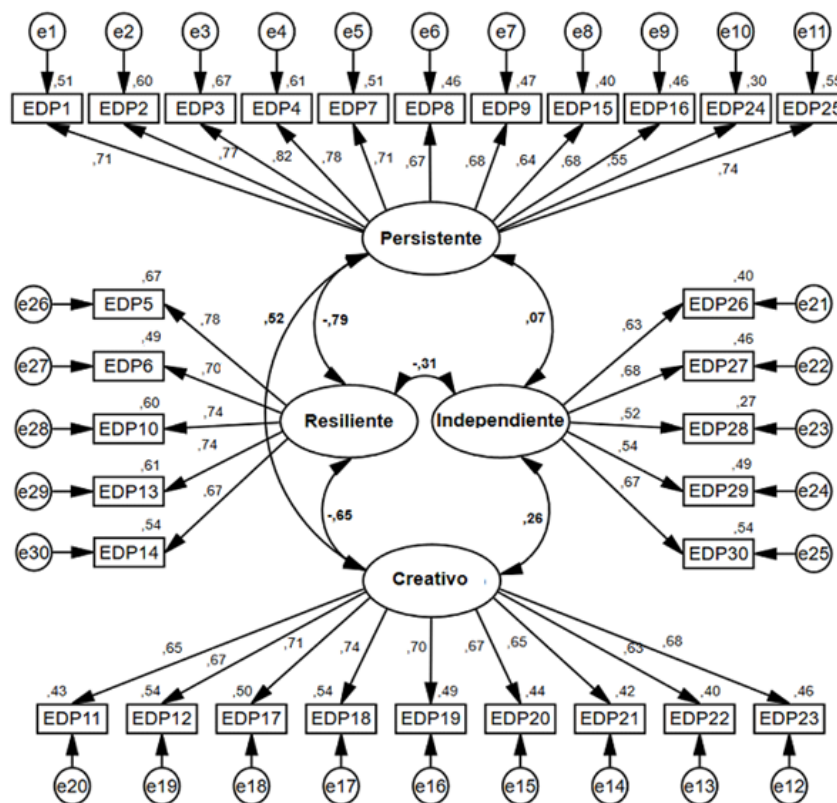 e1 e2 e3 e4 e5 e6 e7 e8 e9 e10 e11
,51 ,60 ,67 ,61 ,51 ,46 ,47 ,40 ,46 ,30 ,55
EDP1 EDP2 EDP3 EDP4 EDP7 EDP8 EDP9 EDP15 EDP16 EDP24 EDP25
,71 ,77 ,82 ,78 ,71 ,67 ,68 ,64 ,68 ,55 ,74
Persistente
,52 -,79 ,07
,67 ,40
e26 EDP5 ,78 ,63 EDP26 e21
,49 ,46
e27 EDP6 ,70 ,68 EDP27 e22
-,31
,60 ,27
e28 EDP10 ,74 Resiliente Independiente ,52 EDP28 e23
,61 ,74 ,54 ,49
e29 EDP13 EDP29 e24
,54 ,67 ,67 ,54
e30 EDP14 EDP30 e25
-,65 ,26
Creativo
,65 ,67 ,71 ,74 ,70 ,67 ,65 ,63 ,68
,43 ,54 ,50 ,54 ,49 ,44 ,42 ,40 ,46
EDP11 EDP12 EDP17 EDP18 EDP19 EDP20 EDP21 EDP22 EDP23
e20 e19 e18 e17 e16 e15 e14 e13 e12